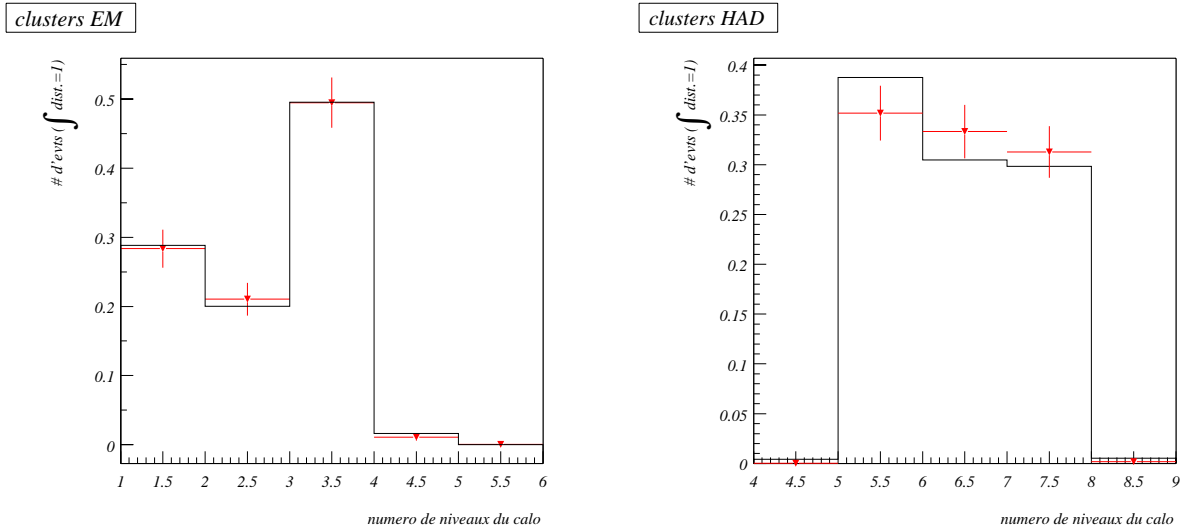 clusters EM
# d'evts (∫ dist.=1)
0.5
0.4
0.3
0.2
0.1
0
1 1.5 2 2.5 3 3.5 4 4.5 5 5.5 6
numero de niveaux du calo
clusters HAD
# d'evts (∫ dist.=1)
0.4
0.35
0.3
0.25
0.2
0.15
0.1
0.05
0
4 4.5 5 5.5 6 6.5 7 7.5 8 8.5 9
numero de niveaux du calo